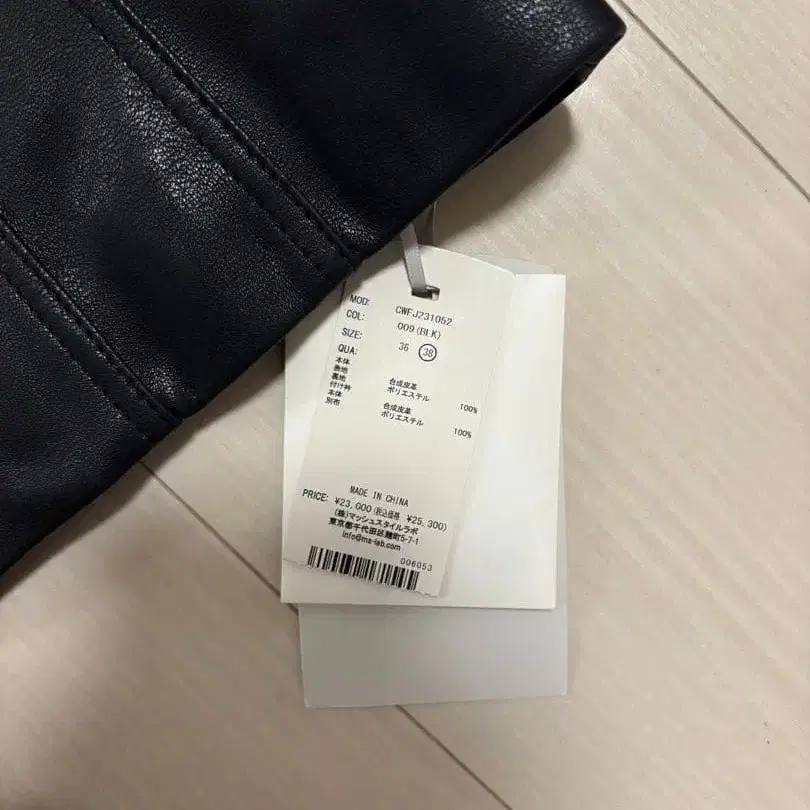 MOD: CWFJ231052
COL: 009(BLK)
SIZE: 36 38
QUA:
本体
表地 合成皮革
裏地 ポリエステル 100%
付け衿
本体 合成皮革
別布 ポリエステル 100%
MADE IN CHINA
PRICE: ¥23,000(税込価格 ¥25,300)
(株)マッシュスタイルラボ
東京都千代田区麹町5-7-1
info@ms-lab.com
006053